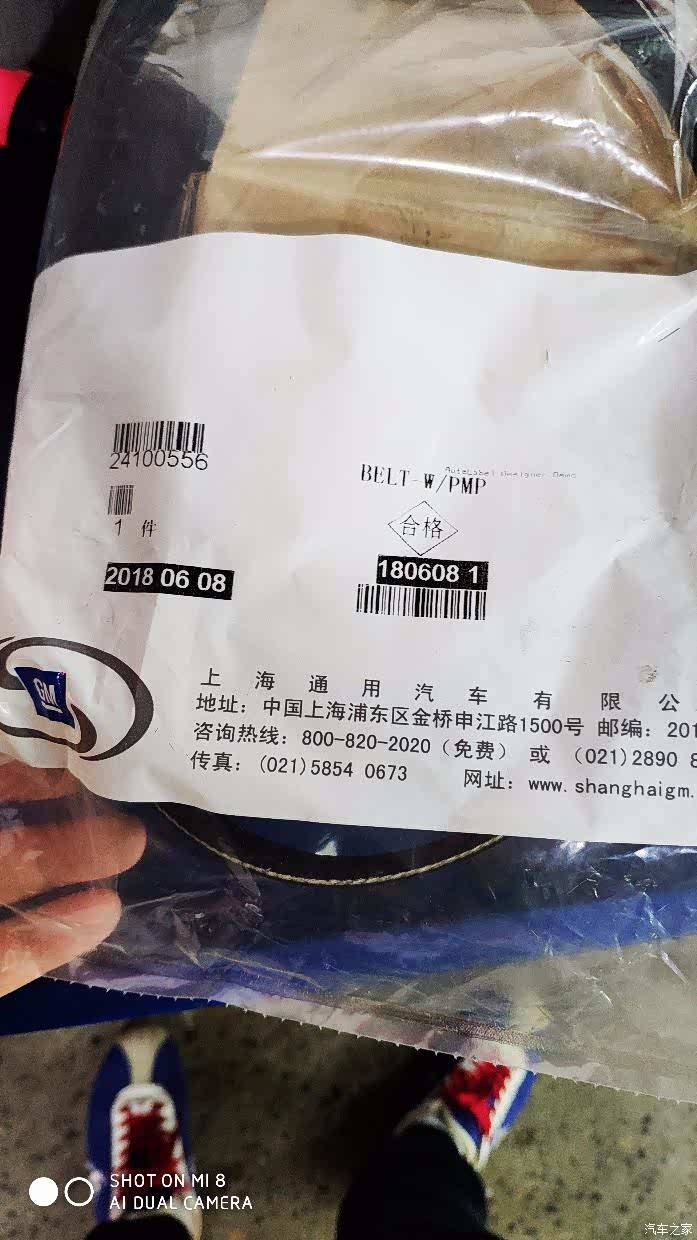 24100556
1 件
2018 06 08
AutoLabel Designer Demo
BELT-W/PMP
合格
180608 1
GM
上海通用汽车有限公
地址：中国上海浦东区金桥申江路1500号 邮编：201
咨询热线：800-820-2020（免费） 或 （021)2890 8
传真：(021)5854 0673 网址：www.shanghaigm.
SHOT ON MI 8
AI DUAL CAMERA
汽车之家